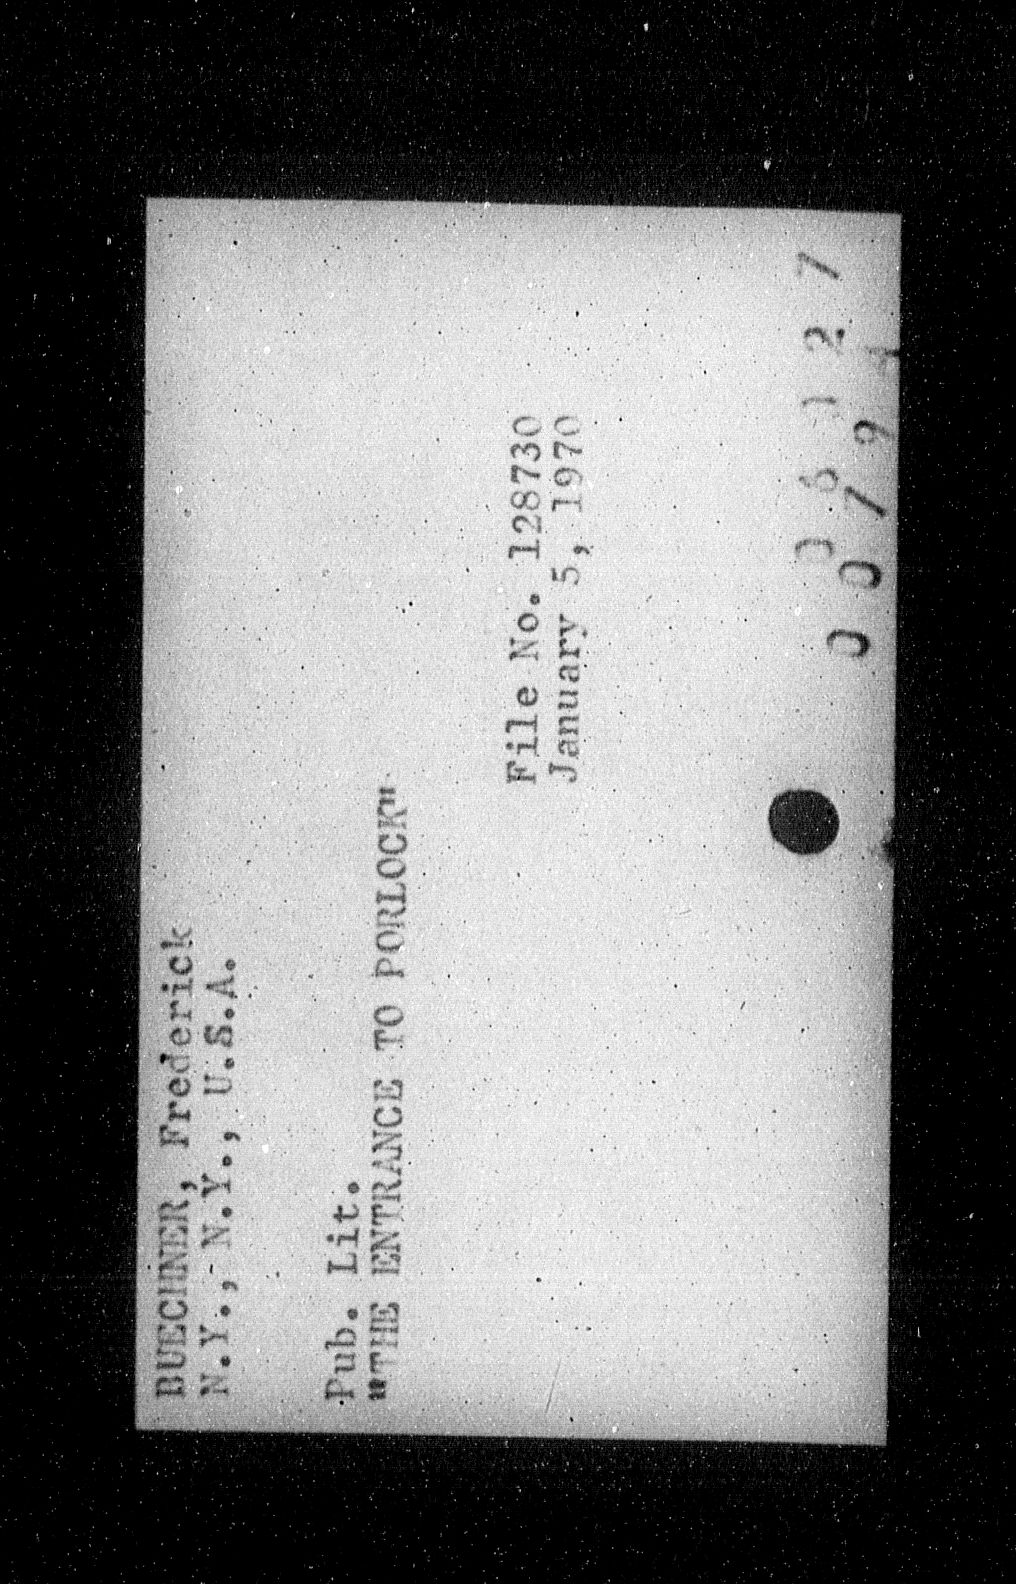 BUECHNER, Frederick
N.Y., N.Y., U.S.A.
Pub. Lit.
"THE ENTRANCE TO PORLOCK"
File No. 128730
January 5, 1970